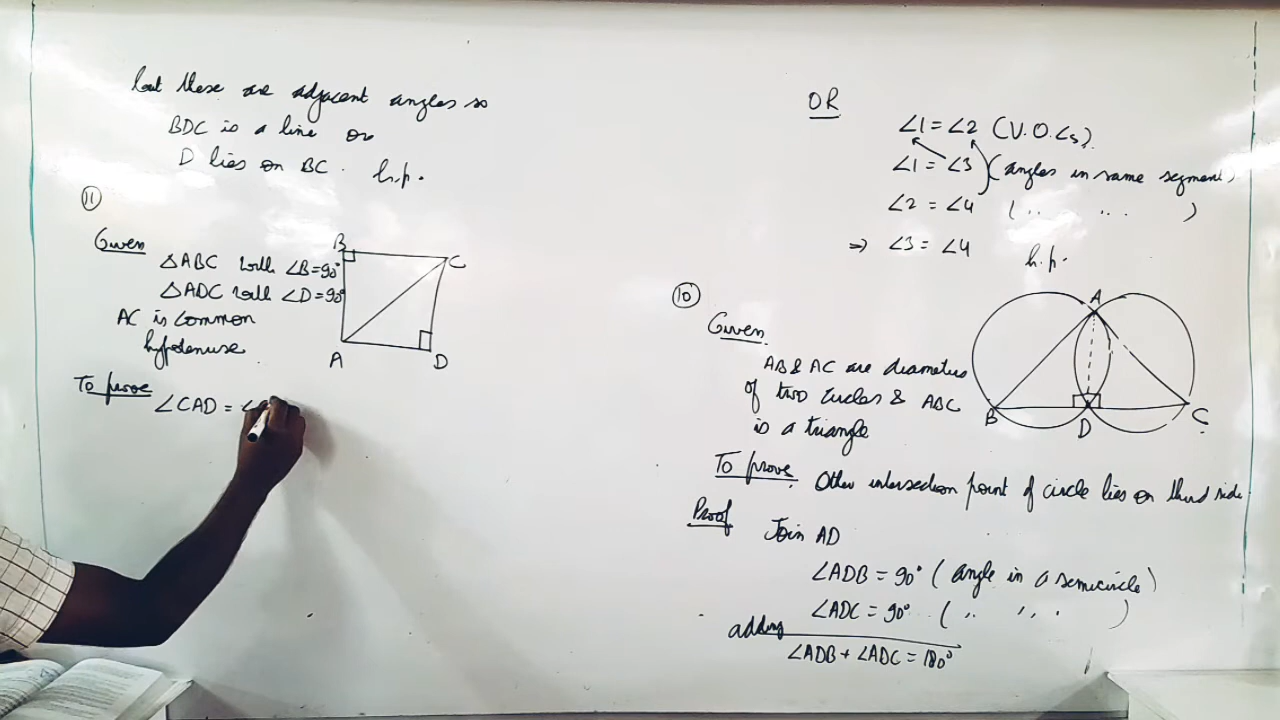 but these are adjacent angles so
BDC is a line or
D lies on BC. h.p.
11
Given
△ABC with ∠B=90°
△ADC with ∠D=90°
AC is common
hypotenuse.
To prove
∠CAD = ∠
B
C
A
D
OR
∠1 = ∠2 (V.O.∠s).
∠1 = ∠3 (angles in same segment)
∠2 = ∠4 ( ,, ,, )
⇒ ∠3 = ∠4
h.p.
10
Given
AB & AC are diameters
of two circles & ABC
is a triangle
A
B
D
C
To prove. Other intersection point of circle lies on third side
Proof Join AD
∠ADB = 90° (angle in a semicircle)
∠ADC = 90° ( ,, ,, )
adding
∠ADB + ∠ADC = 180°